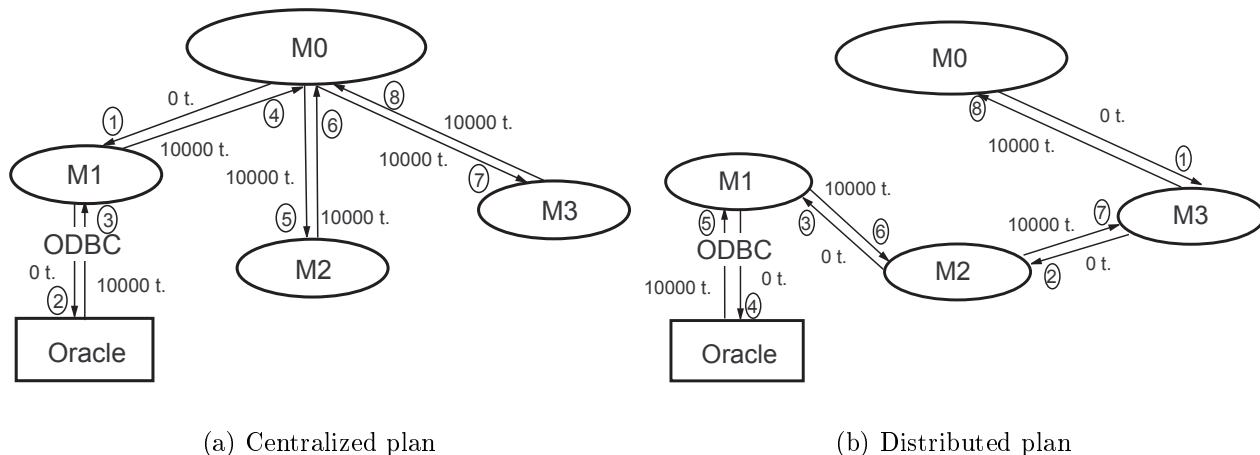 M0
0 t.
10000 t.
1
4
6
8
10000 t.
10000 t.
M1
10000 t.
7
M3
3
ODBC
5
10000 t.
0 t.
M2
2
10000 t.
Oracle
(a) Centralized plan
M0
8
0 t.
10000 t.
1
M1
10000 t.
M3
5
3
6
10000 t.
7
ODBC
0 t.
M2
2
0 t.
10000 t.
0 t.
4
Oracle
(b) Distributed plan